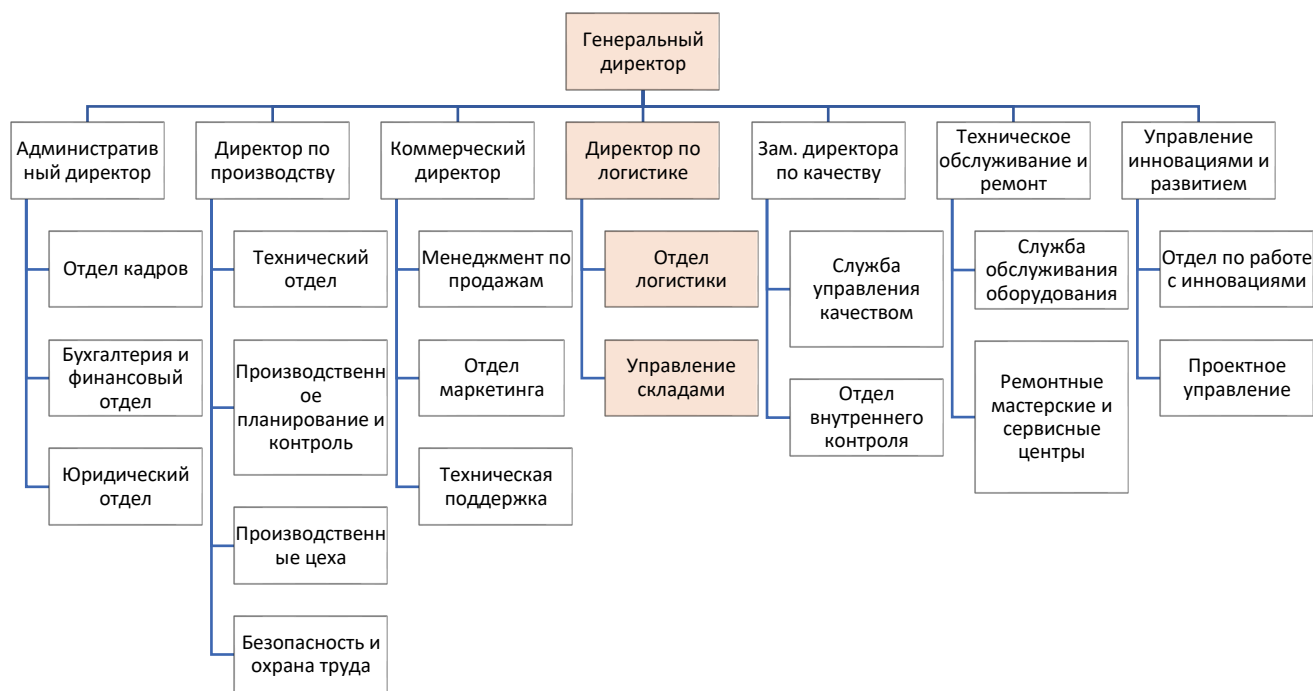 Генеральный
директор
Административ
ный директор
Отдел кадров
Бухгалтерия и
финансовый
отдел
Юридический
отдел
Директор по
производству
Технический
отдел
Производственн
ое
планирование и
контроль
Производственн
ые цеха
Безопасность и
охрана труда
Коммерческий
директор
Менеджмент по
продажам
Отдел
маркетинга
Техническая
поддержка
Директор по
логистике
Отдел
логистики
Управление
складами
Зам. директора
по качеству
Служба
управления
качеством
Отдел
внутреннего
контроля
Техническое
обслуживание и
ремонт
Служба
обслуживания
оборудования
Ремонтные
мастерские и
сервисные
центры
Управление
инновациями и
развитием
Отдел по работе
с инновациями
Проектное
управление